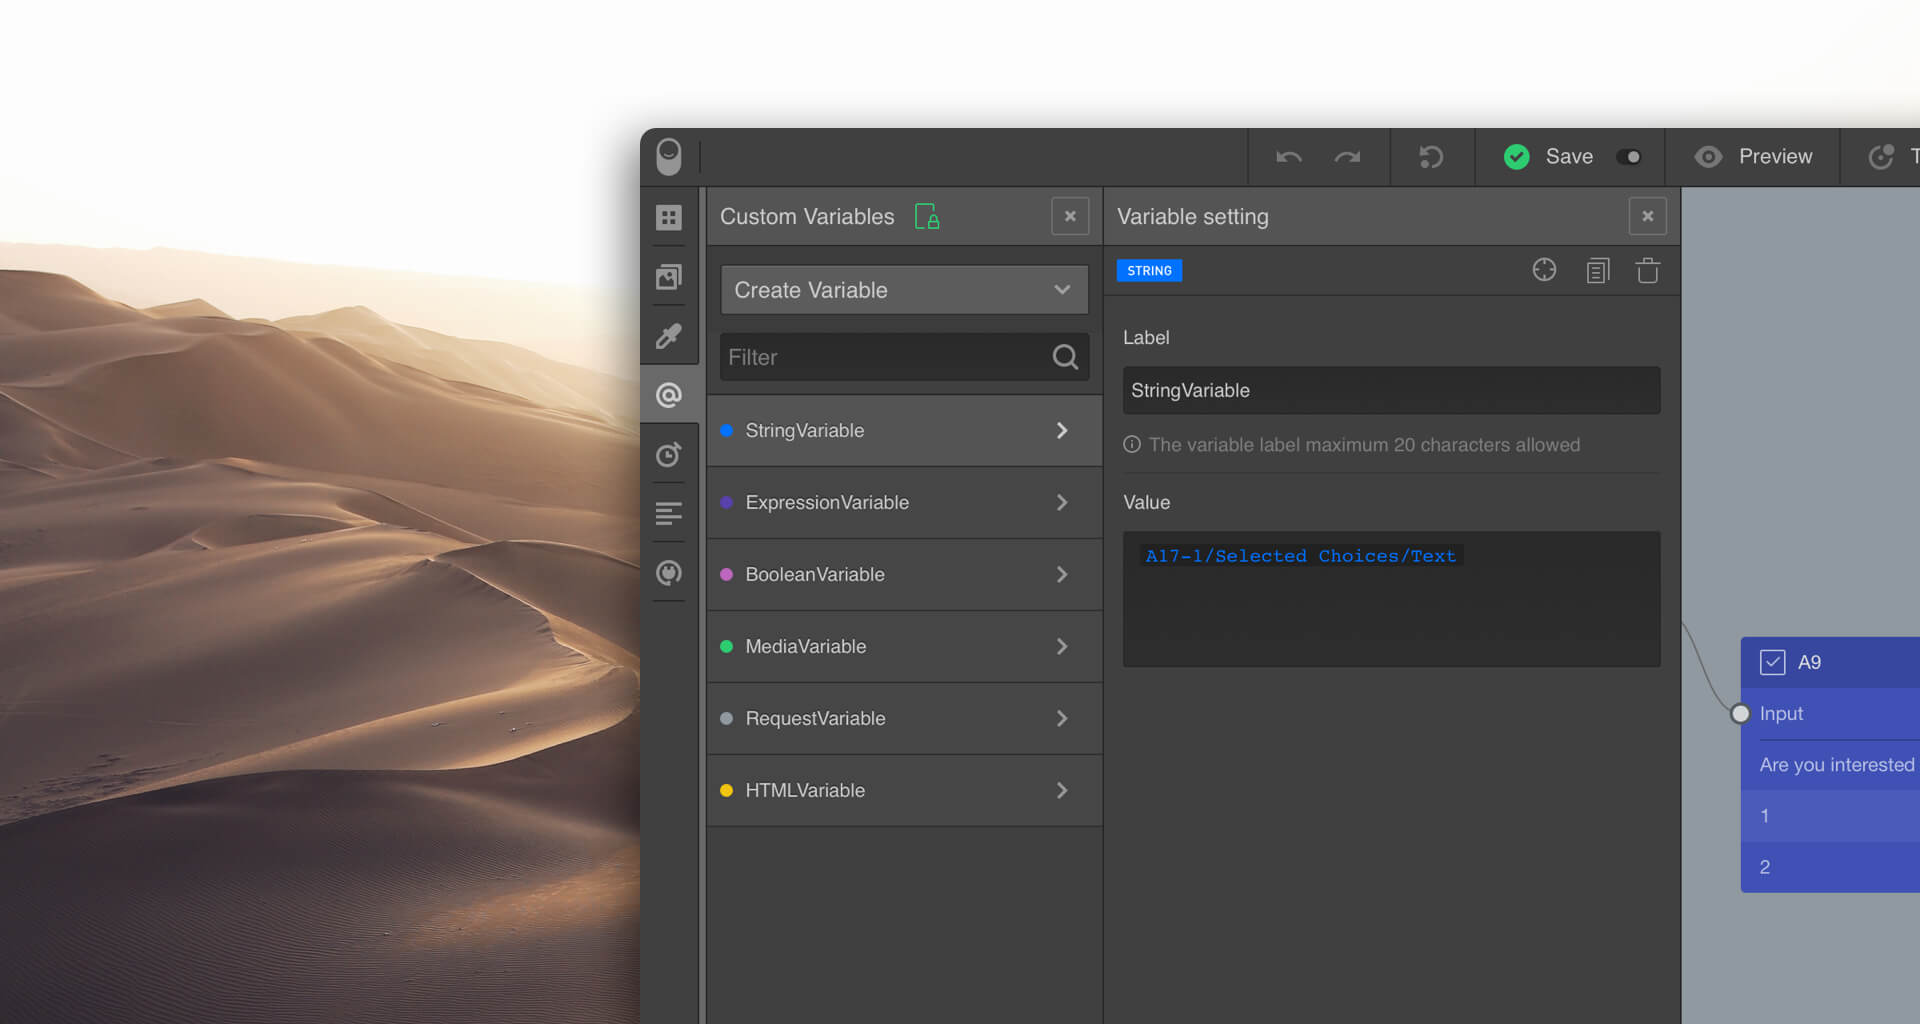 Save
Preview
T
Custom Variables
Variable setting
Create Variable
Filter
StringVariable
ExpressionVariable
BooleanVariable
MediaVariable
RequestVariable
HTMLVariable
STRING
Label
StringVariable
The variable label maximum 20 characters allowed
Value
A17-1/Selected Choices/Text
A9
Input
Are you interested
1
2